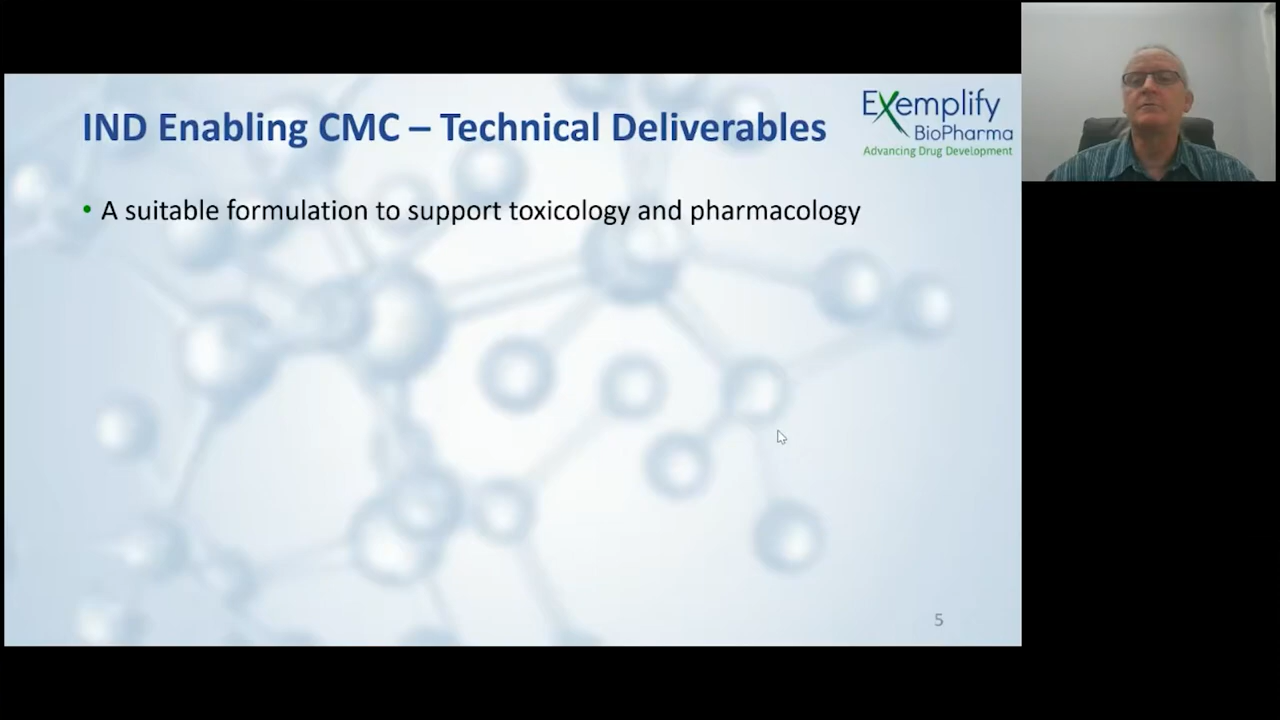 IND Enabling CMC – Technical Deliverables
Exemplify
BioPharma
Advancing Drug Development
• A suitable formulation to support toxicology and pharmacology
5